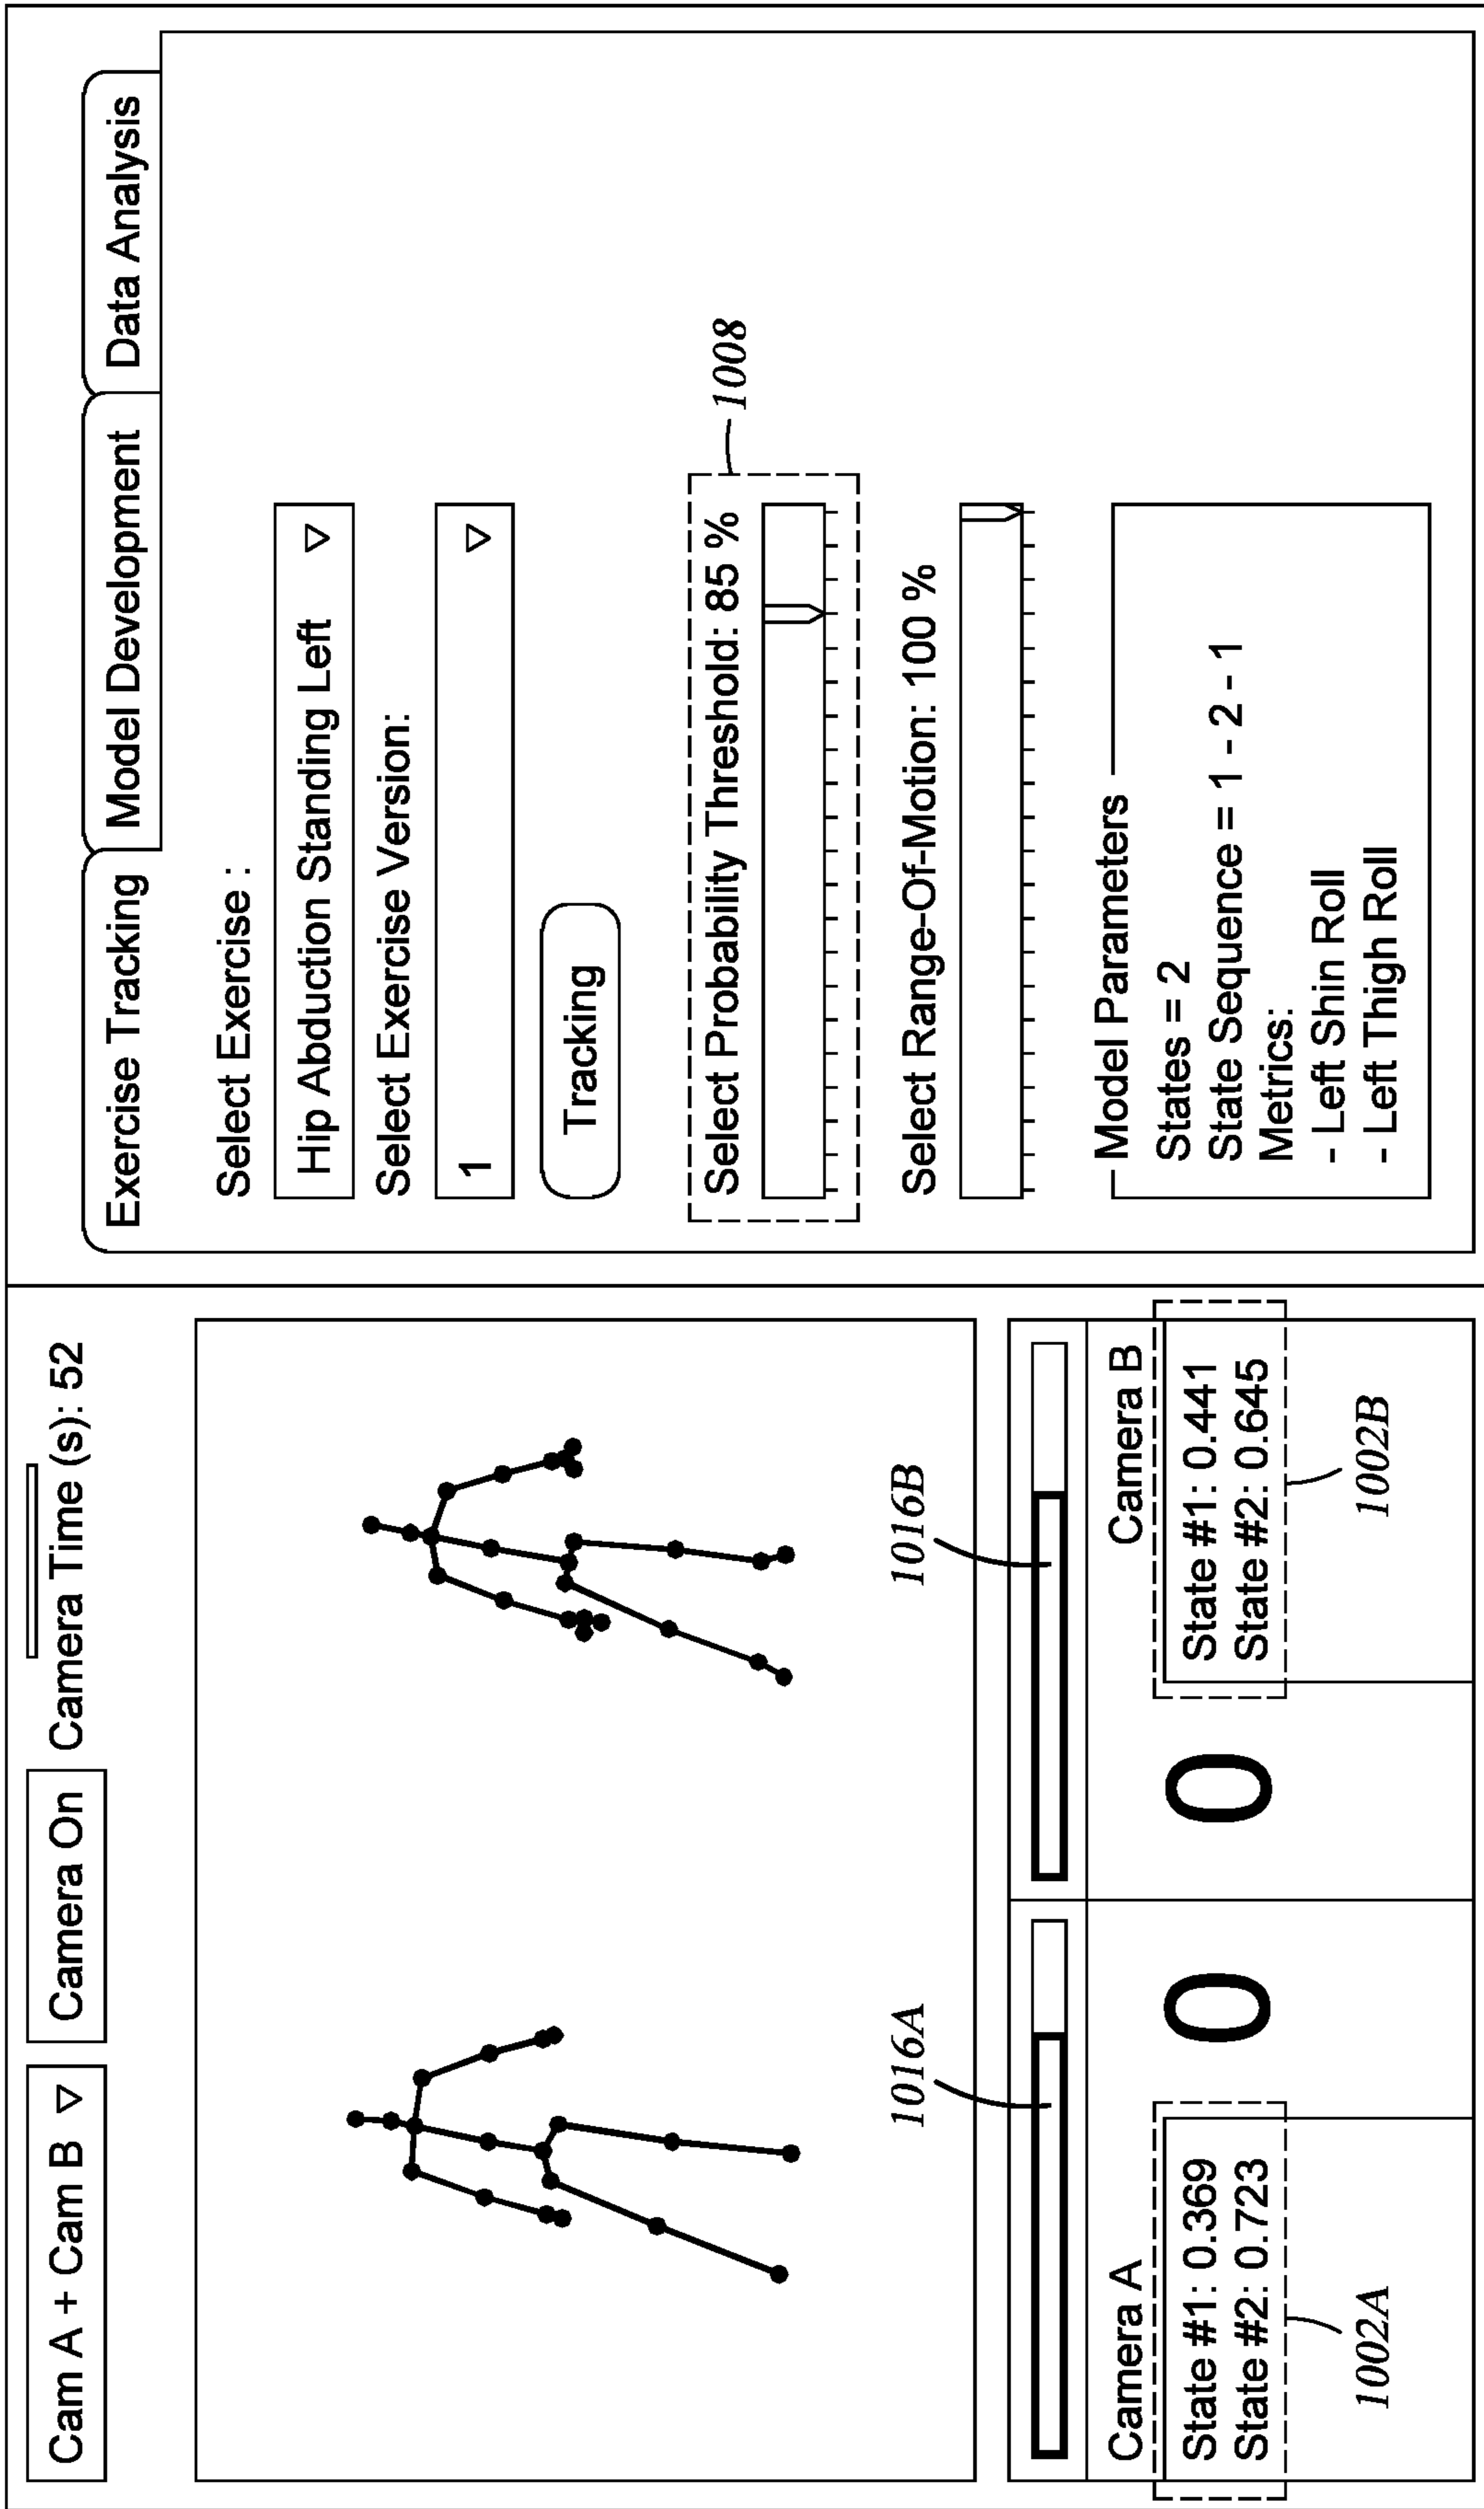 Cam A + Cam B ▽
Camera On
Camera Time (s): 52
1016A
1016B
Camera A
State #1: 0.369
State #2: 0.723
0
1002A
0
Camera B
State #1: 0.441
State #2: 0.645
1002B
Exercise Tracking
Model Development
Data Analysis
Select Exercise :
Hip Abduction Standing Left ▽
Select Exercise Version:
1 ▽
Tracking
Select Probability Threshold: 85 %
1008
Select Range-Of-Motion: 100 %
Model Parameters
States = 2
State Sequence = 1 - 2 - 1
Metrics:
- Left Shin Roll
- Left Thigh Roll